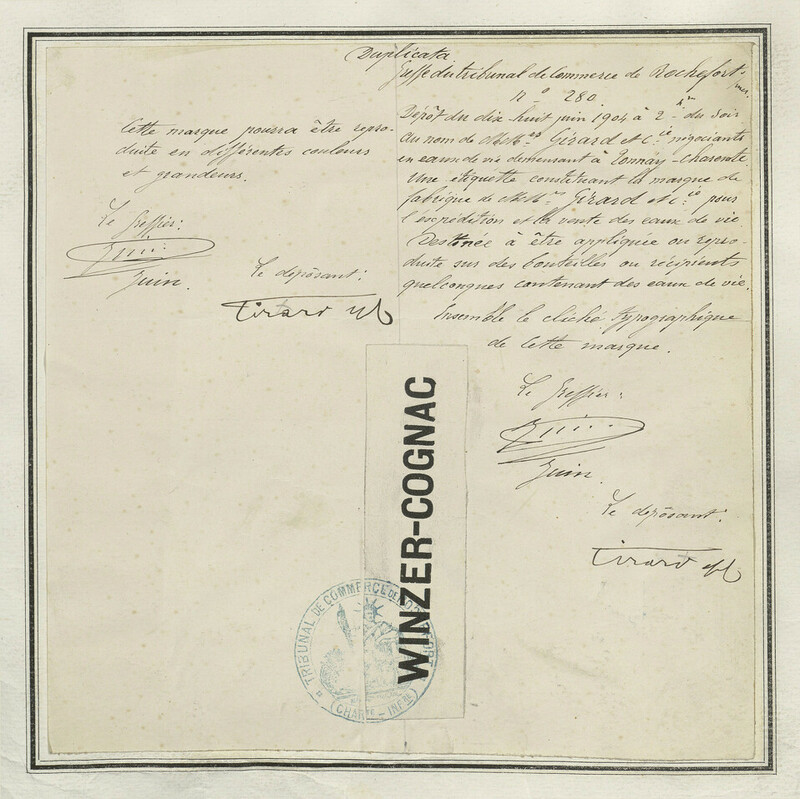 Duplicata
Greffe du tribunal de Commerce de Rochefort s/mer.
N° 280.
Dépôt du dix-huit juin 1904 à 2 hres du soir
Au nom de MM. Girard et Cie négociants
en eaux de vie demeurant à Tonnay-Charente.
Une étiquette constituant la marque de
fabrique de MM. Girard et Cie pour
l'expédition et la vente des eaux de vie
Destinée à être appliquée ou repro-
duite sur des bouteilles ou récipients
quelconques contenant des eaux de vie.
Ensemble le cliché typographique
de cette marque.
Le Greffier:
Juin.
Le déposant:
Girard & Cie
Cette marque pourra être repro-
duite en différentes couleurs
et grandeurs.
Le Greffier:
Juin.
Le déposant:
Girard & Cie
WINZER-COGNAC
TRIBUNAL DE COMMERCE DE ROCHEFORT
(CHARTE-INFRE)